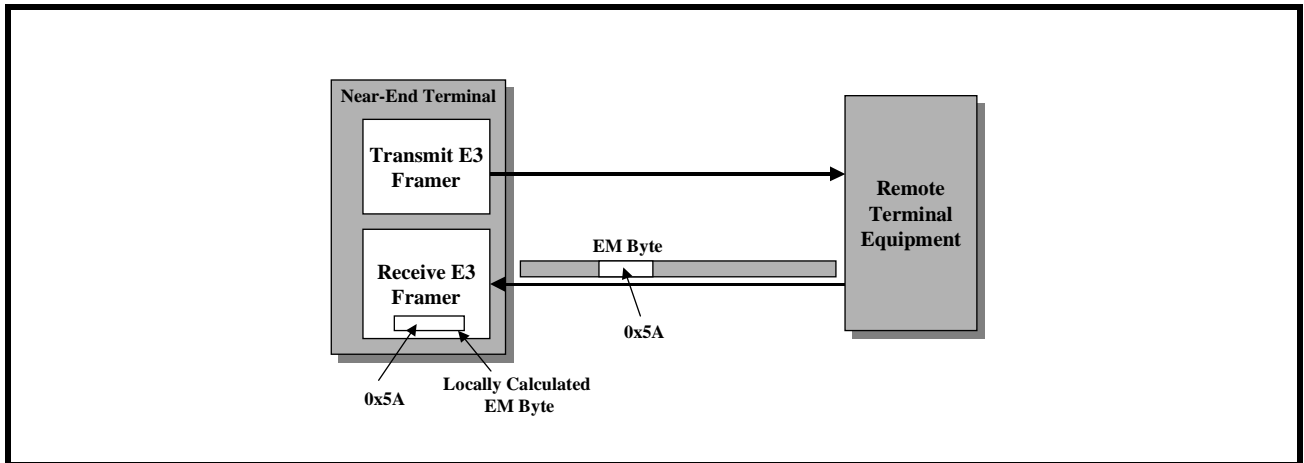 Near-End Terminal
Transmit E3
Framer
Remote
Terminal
Equipment
EM Byte
Receive E3
Framer
0x5A
0x5A
Locally Calculated
EM Byte